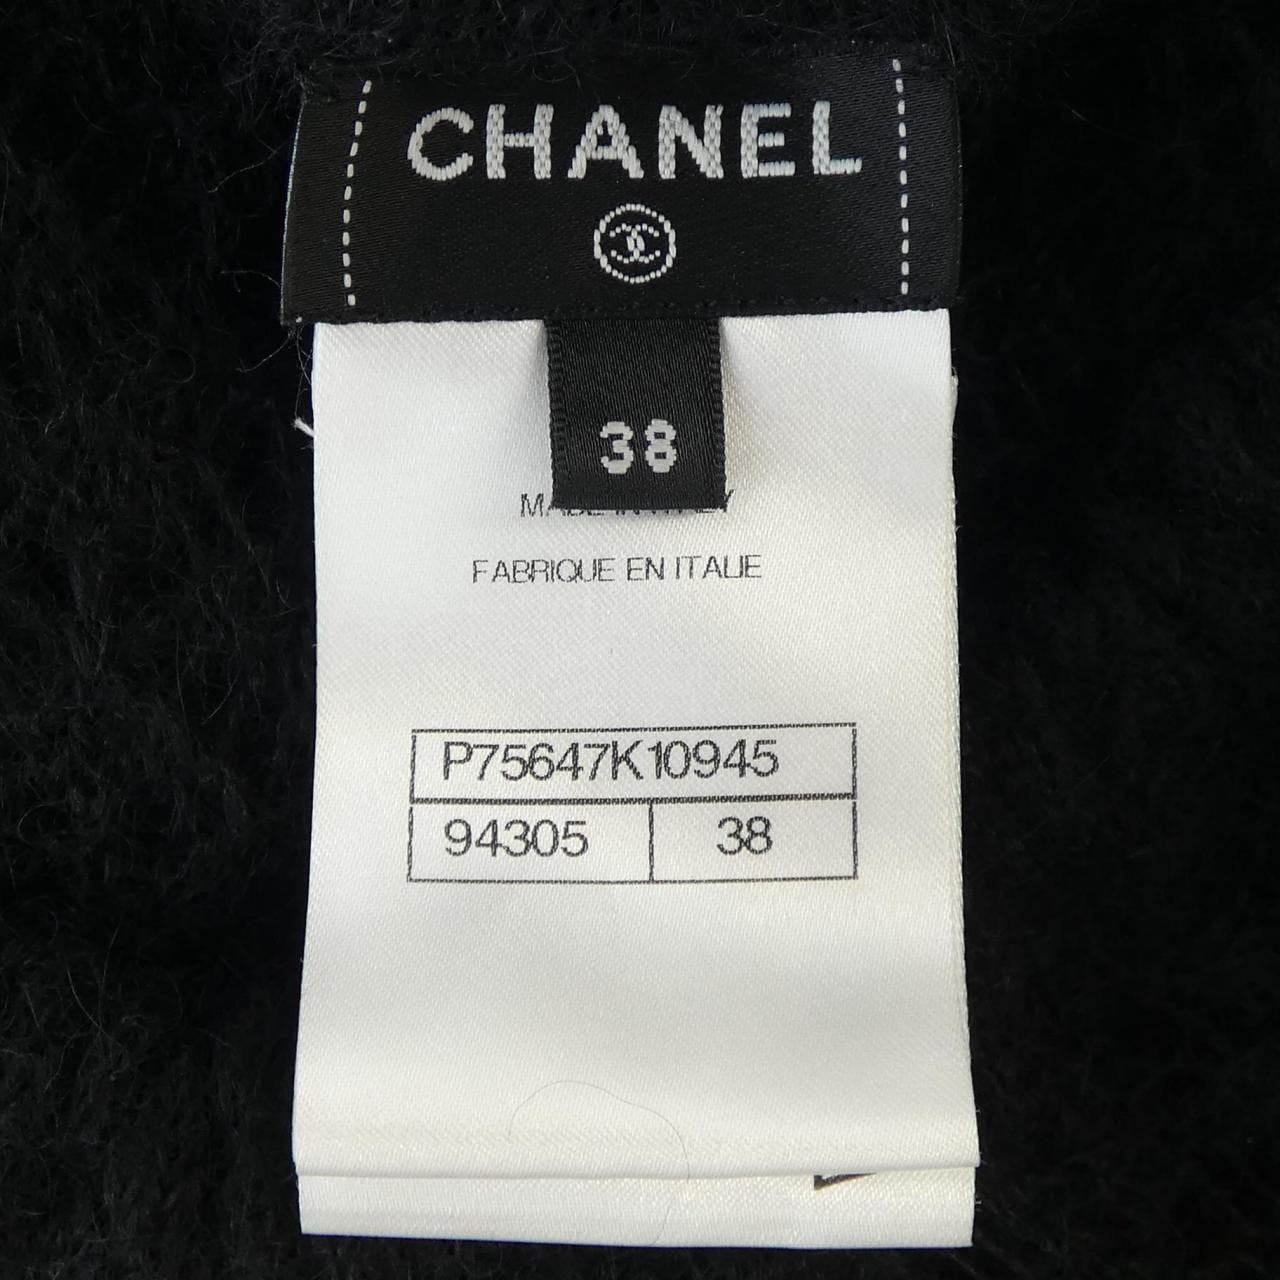 CHANEL
38
FABRIQUE EN ITALIE
P75647K10945
94305 38